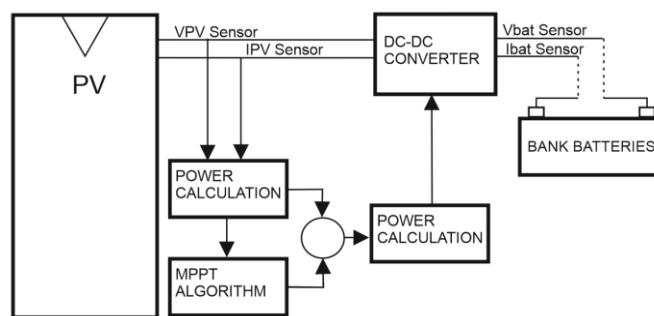 VPV Sensor
IPV Sensor
PV
DC-DC
CONVERTER
Vbat Sensor
Ibat Sensor
BANK BATTERIES
POWER
CALCULATION
POWER
CALCULATION
MPPT
ALGORITHM